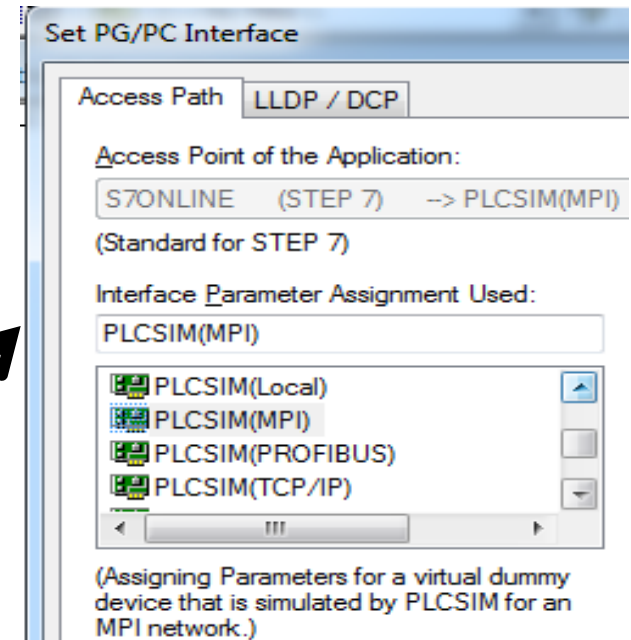 Set PG/PC Interface
Access Path
LLDP / DCP
Access Point of the Application:
S7ONLINE (STEP 7) --> PLCSIM(MPI)
(Standard for STEP 7)
Interface Parameter Assignment Used:
PLCSIM(MPI)
PLCSIM(Local)
PLCSIM(MPI)
PLCSIM(PROFIBUS)
PLCSIM(TCP/IP)
(Assigning Parameters for a virtual dummy
device that is simulated by PLCSIM for an
MPI network.)